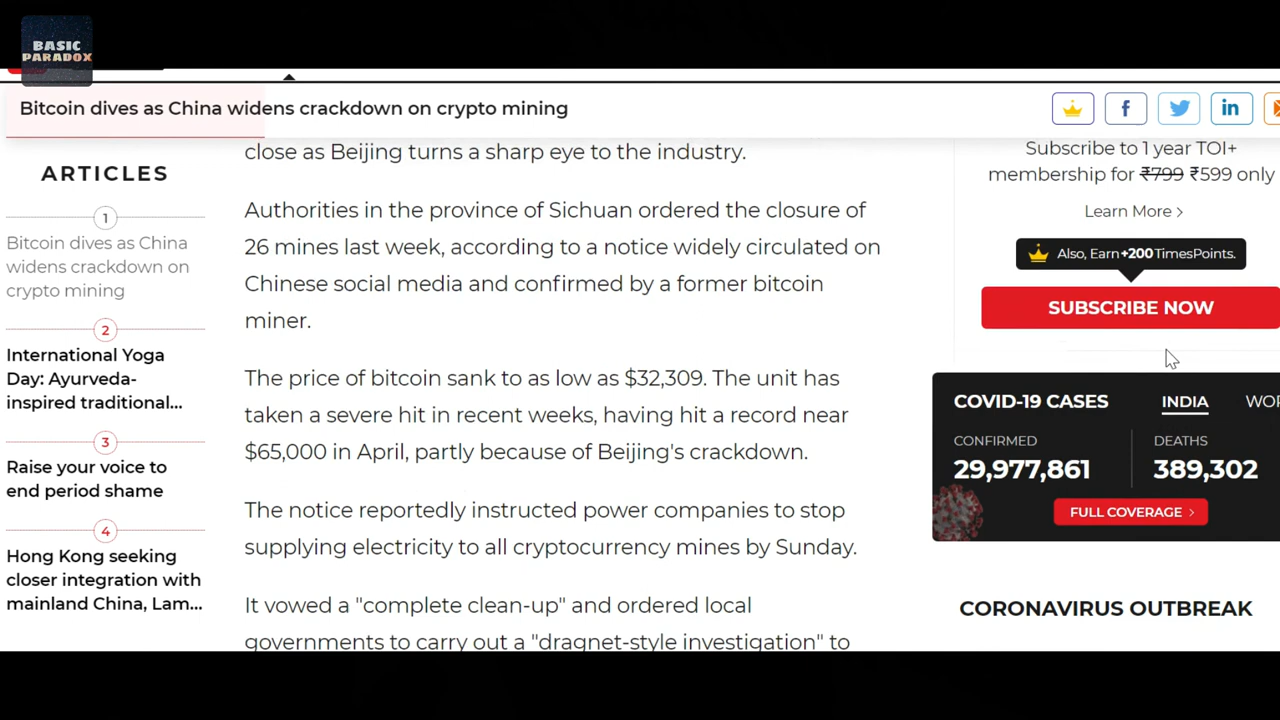 BASIC
PARADOX
Bitcoin dives as China widens crackdown on crypto mining
f
in
ARTICLES
1
Bitcoin dives as China
widens crackdown on
crypto mining
2
International Yoga
Day: Ayurveda-
inspired traditional...
3
Raise your voice to
end period shame
4
Hong Kong seeking
closer integration with
mainland China, Lam...
close as Beijing turns a sharp eye to the industry.
Authorities in the province of Sichuan ordered the closure of
26 mines last week, according to a notice widely circulated on
Chinese social media and confirmed by a former bitcoin
miner.
The price of bitcoin sank to as low as $32,309. The unit has
taken a severe hit in recent weeks, having hit a record near
$65,000 in April, partly because of Beijing's crackdown.
The notice reportedly instructed power companies to stop
supplying electricity to all cryptocurrency mines by Sunday.
It vowed a "complete clean-up" and ordered local
governments to carry out a "dragnet-style investigation" to
Subscribe to 1 year TOI+
membership for ₹799 ₹599 only
Learn More >
Also, Earn +200 TimesPoints.
SUBSCRIBE NOW
COVID-19 CASES INDIA WO
CONFIRMED DEATHS
29,977,861 389,302
FULL COVERAGE >
CORONAVIRUS OUTBREAK